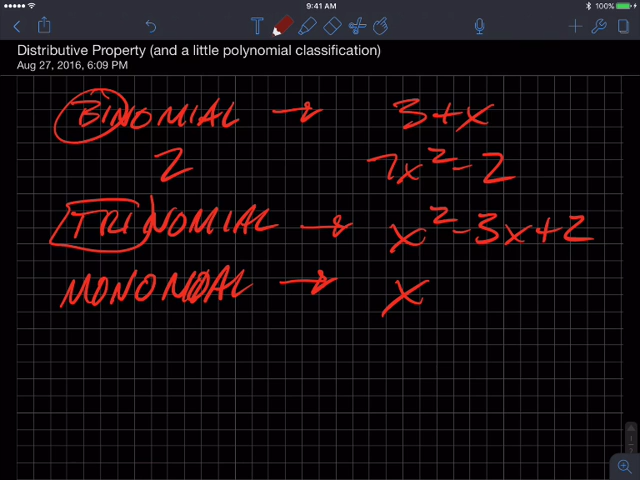 9:41 AM
100%
T
Distributive Property (and a little polynomial classification)
Aug 27, 2016, 6:09 PM
BINOMIAL → 3+x
2 7x²-2
TRINOMIAL → x²-3x+2
MONOMOAL → x